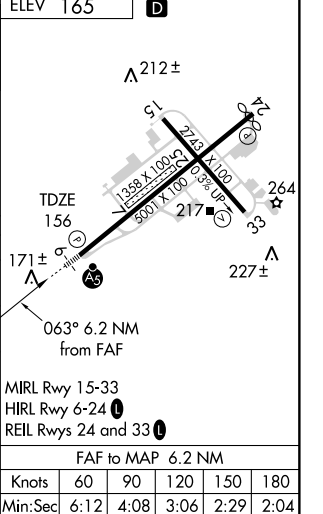 ELEV 165
D
212±
15
24
P
2743 X 100
0.3% UP
1358 X 100
25
7
5001 X 100
TDZE
156
P
6
171±
A5
217
V
264
33
227±
063° 6.2 NM
from FAF
MIRL Rwy 15-33
HIRL Rwy 6-24 L
REIL Rwys 24 and 33 L
FAF to MAP 6.2 NM
Knots 60 90 120 150 180
Min:Sec 6:12 4:08 3:06 2:29 2:04